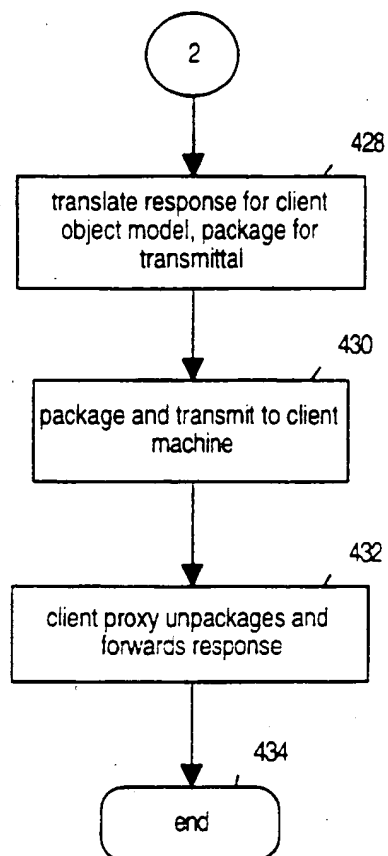 2
428
translate response for client
object model, package for
transmittal
430
package and transmit to client
machine
432
client proxy unpackages and
forwards response
434
end